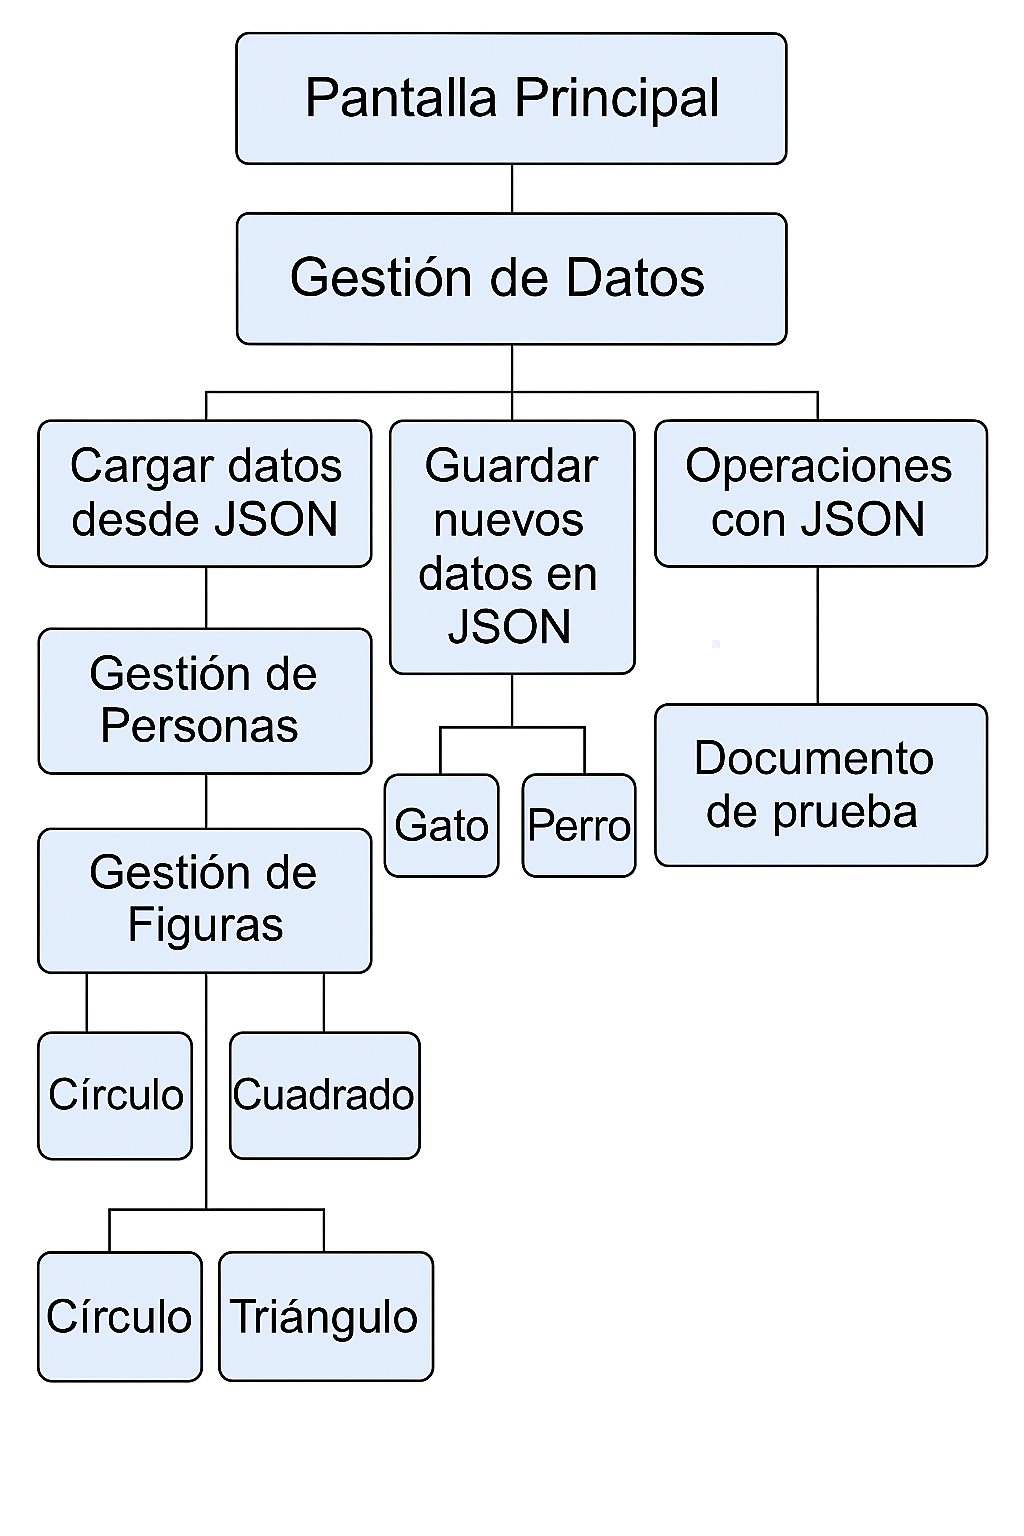 Pantalla Principal
Gestión de Datos
Cargar datos
desde JSON
Guardar
nuevos
datos en
JSON
Operaciones
con JSON
Gestión de
Personas
Gato
Perro
Documento
de prueba
Gestión de
Figuras
Círculo
Cuadrado
Círculo
Triángulo